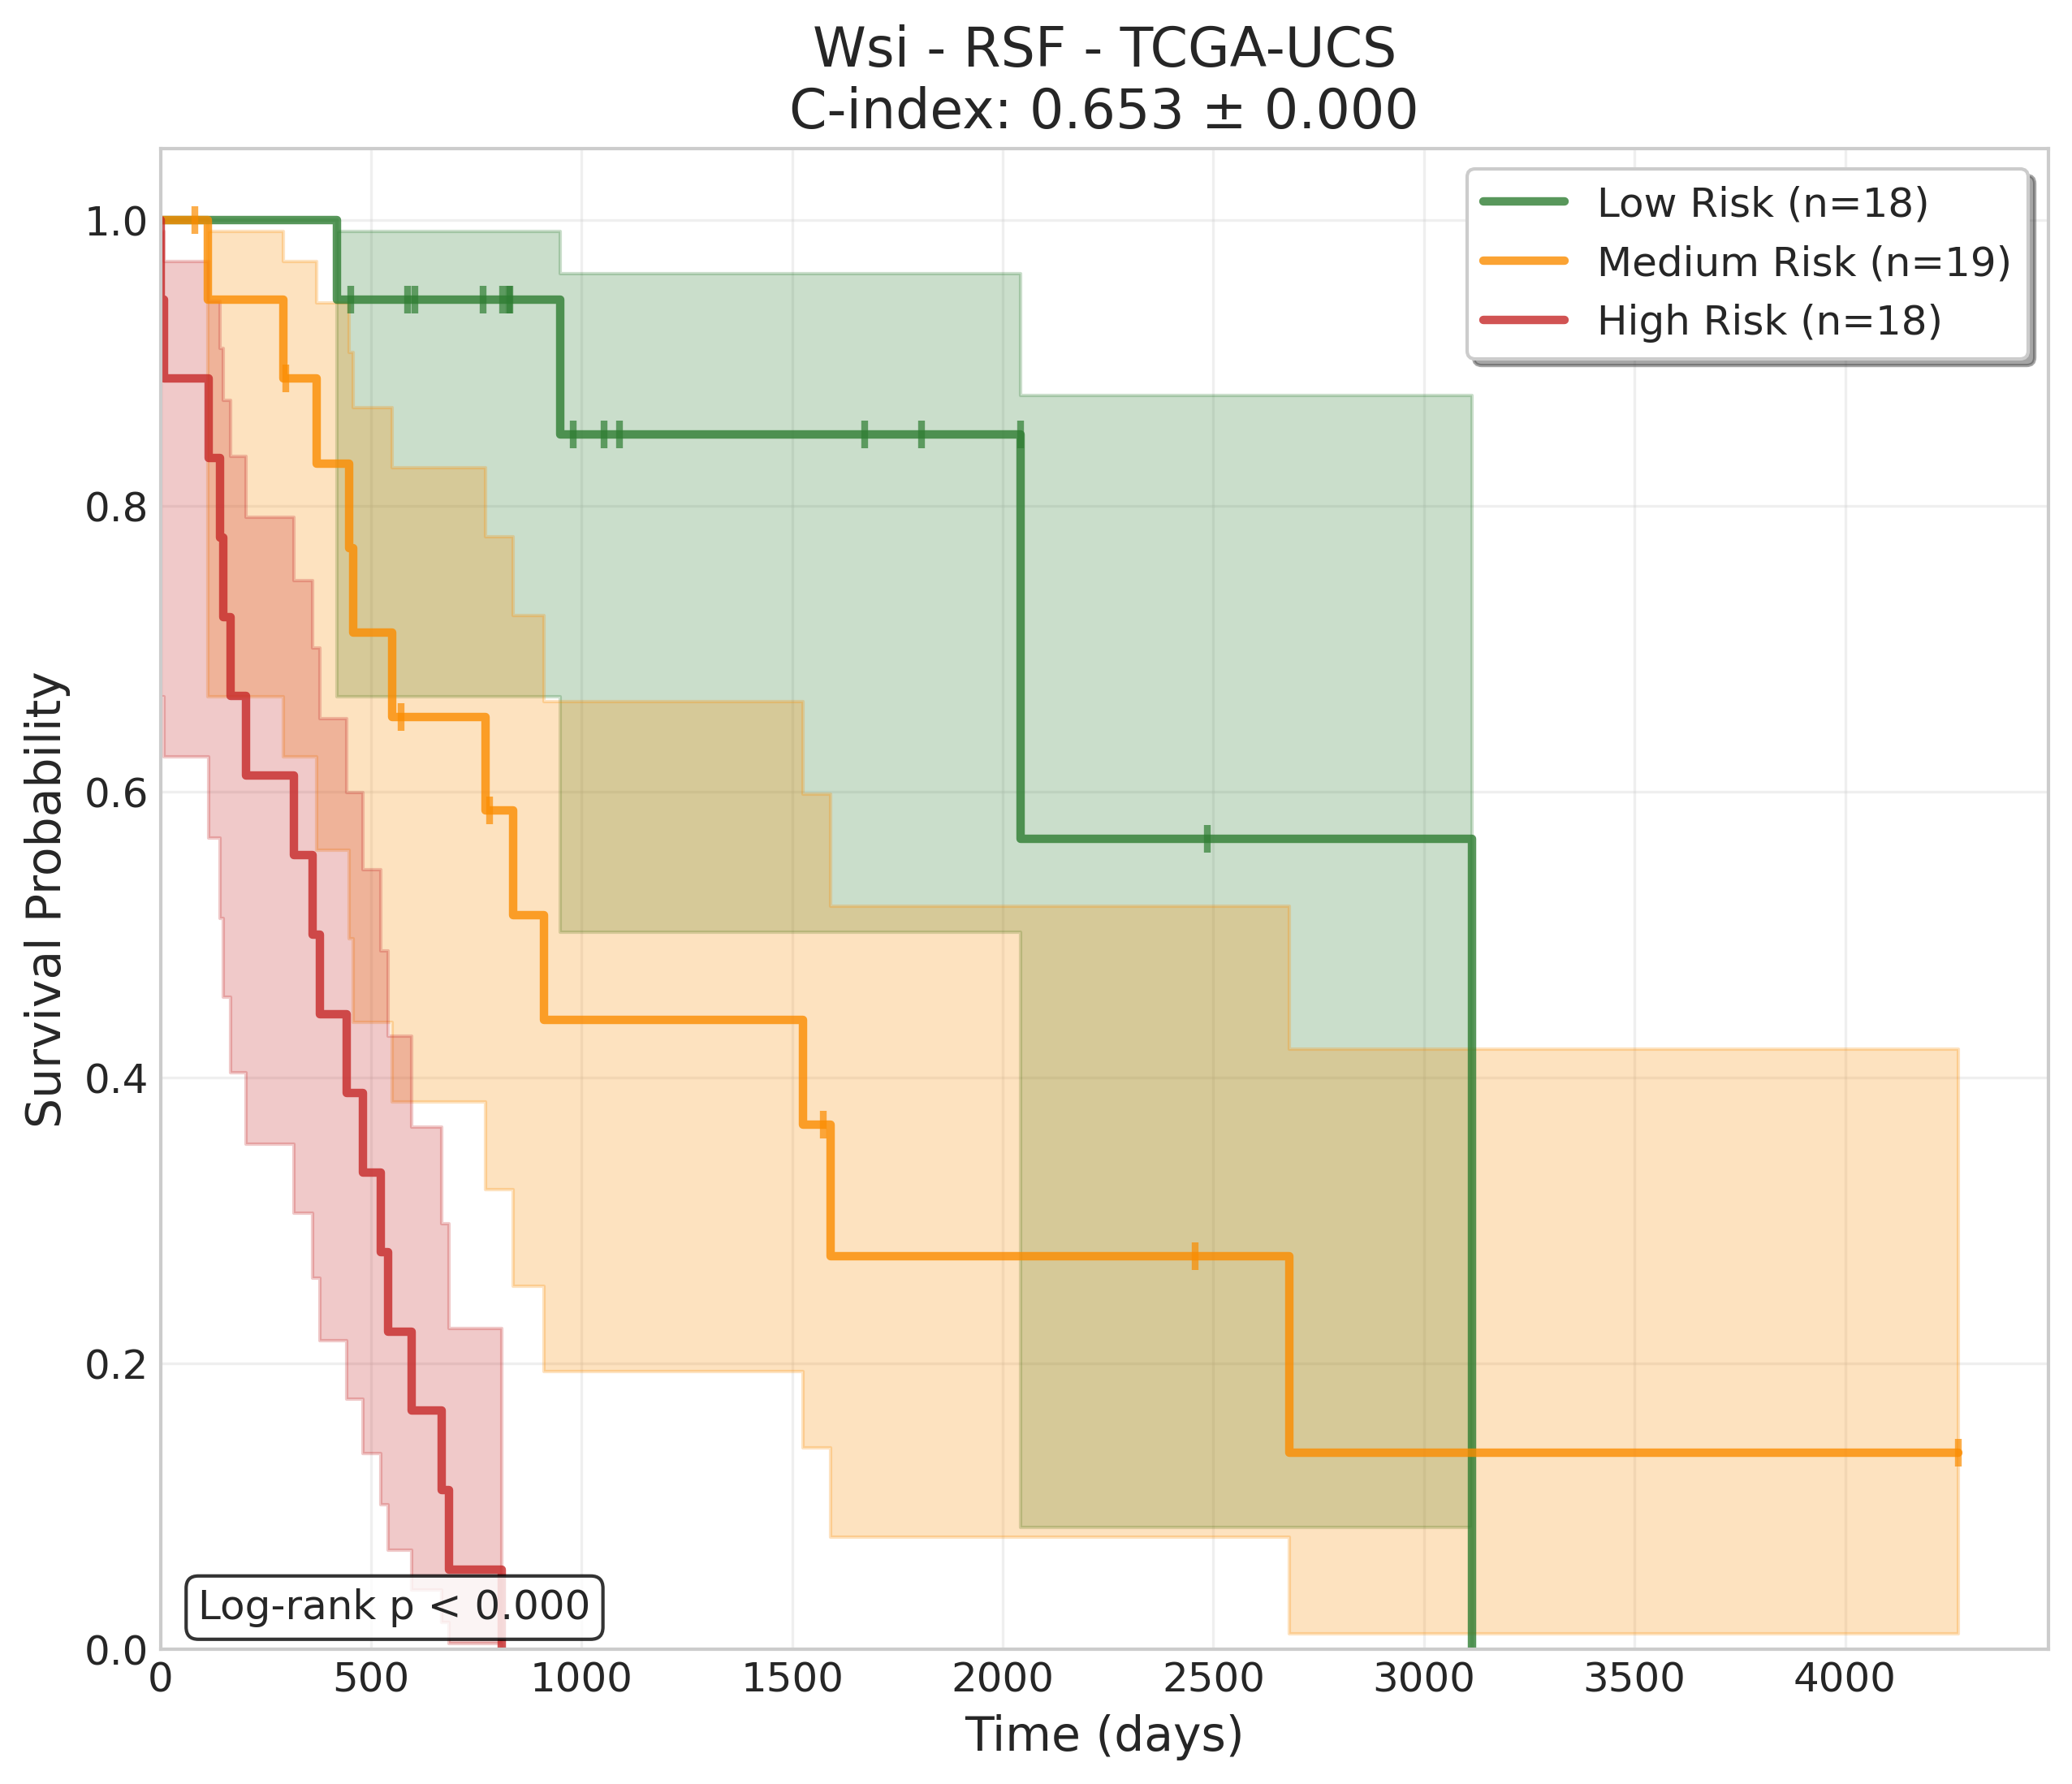 Wsi - RSF - TCGA-UCS
C-index: 0.653 ± 0.000
Low Risk (n=18)
Medium Risk (n=19)
High Risk (n=18)
Survival Probability
1.0
0.8
0.6
0.4
0.2
0.0
Log-rank p < 0.000
0 500 1000 1500 2000 2500 3000 3500 4000
Time (days)